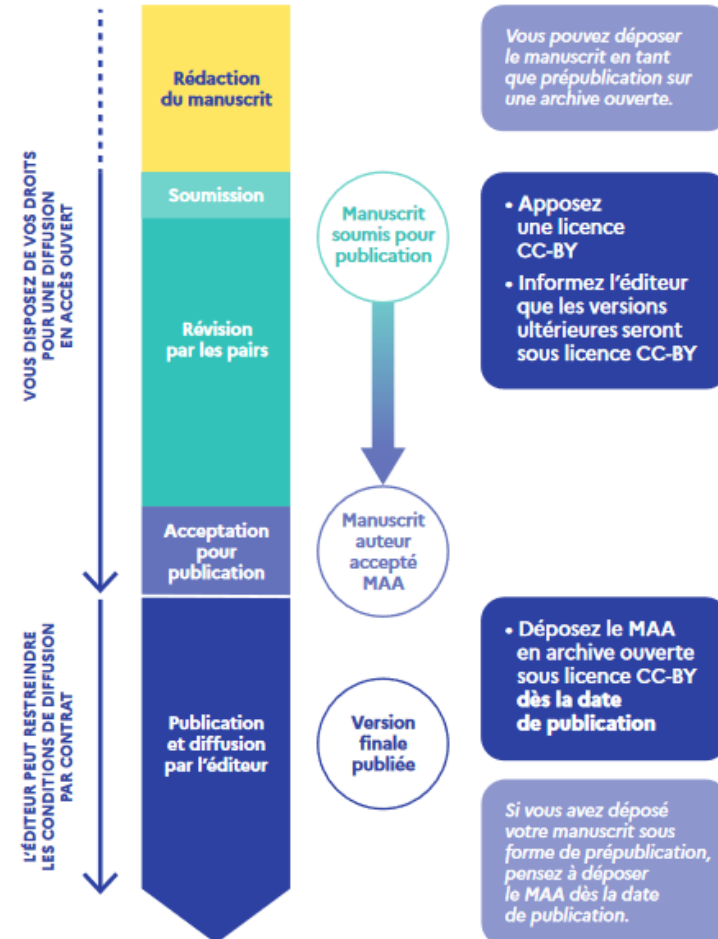 Rédaction
du manuscrit
Vous pouvez déposer
le manuscrit en tant
que prépublication sur
une archive ouverte.
VOUS DISPOSEZ DE VOS DROITS
POUR UNE DIFFUSION
EN ACCÈS OUVERT
Soumission
Manuscrit
soumis pour
publication
• Apposez
une licence
CC-BY
• Informez l'éditeur
que les versions
ultérieures seront
sous licence CC-BY
Révision
par les pairs
Acceptation
pour
publication
Manuscrit
auteur
accepté
MAA
L'ÉDITEUR PEUT RESTREINDRE
LES CONDITIONS DE DIFFUSION
PAR CONTRAT
Publication
et diffusion
par l'éditeur
Version
finale
publiée
• Déposez le MAA
en archive ouverte
sous licence CC-BY
dès la date
de publication
Si vous avez déposé
votre manuscrit sous
forme de prépublication,
pensez à déposer
le MAA dès la date
de publication.